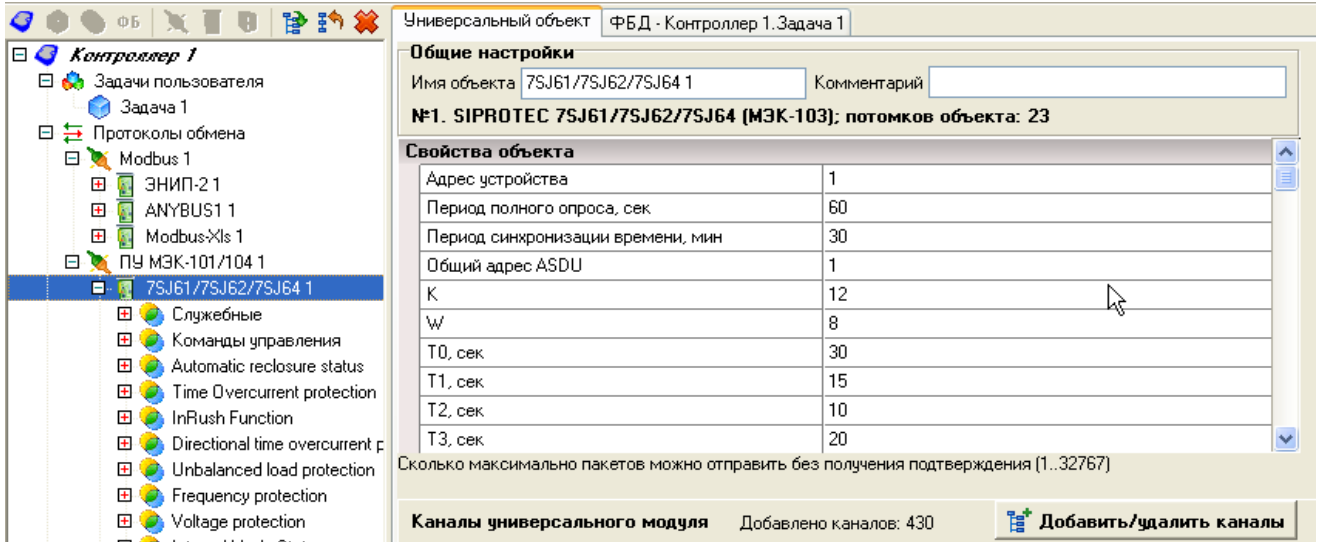 ФБ
Контроллер 1
Задачи пользователя
Задача 1
Протоколы обмена
Modbus 1
ЭНИП-2 1
ANYBUS1 1
Modbus-Xls 1
ПУ МЭК-101/104 1
7SJ61/7SJ62/7SJ64 1
Служебные
Команды управления
Automatic reclosure status
Time Overcurrent protection
InRush Function
Directional time overcurrent p
Unbalanced load protection
Frequency protection
Voltage protection
Универсальный объект
ФБД - Контроллер 1.Задача 1
Общие настройки
Имя объекта 7SJ61/7SJ62/7SJ64 1 Комментарий
№1. SIPROTEC 7SJ61/7SJ62/7SJ64 (МЭК-103); потомков объекта: 23
Свойства объекта
Адрес устройства 1
Период полного опроса, сек 60
Период синхронизации времени, мин 30
Общий адрес ASDU 1
K 12
W 8
T0, сек 30
T1, сек 15
T2, сек 10
T3, сек 20
Сколько максимально пакетов можно отправить без получения подтверждения (1..32767)
Каналы универсального модуля Добавлено каналов: 430 Добавить/удалить каналы